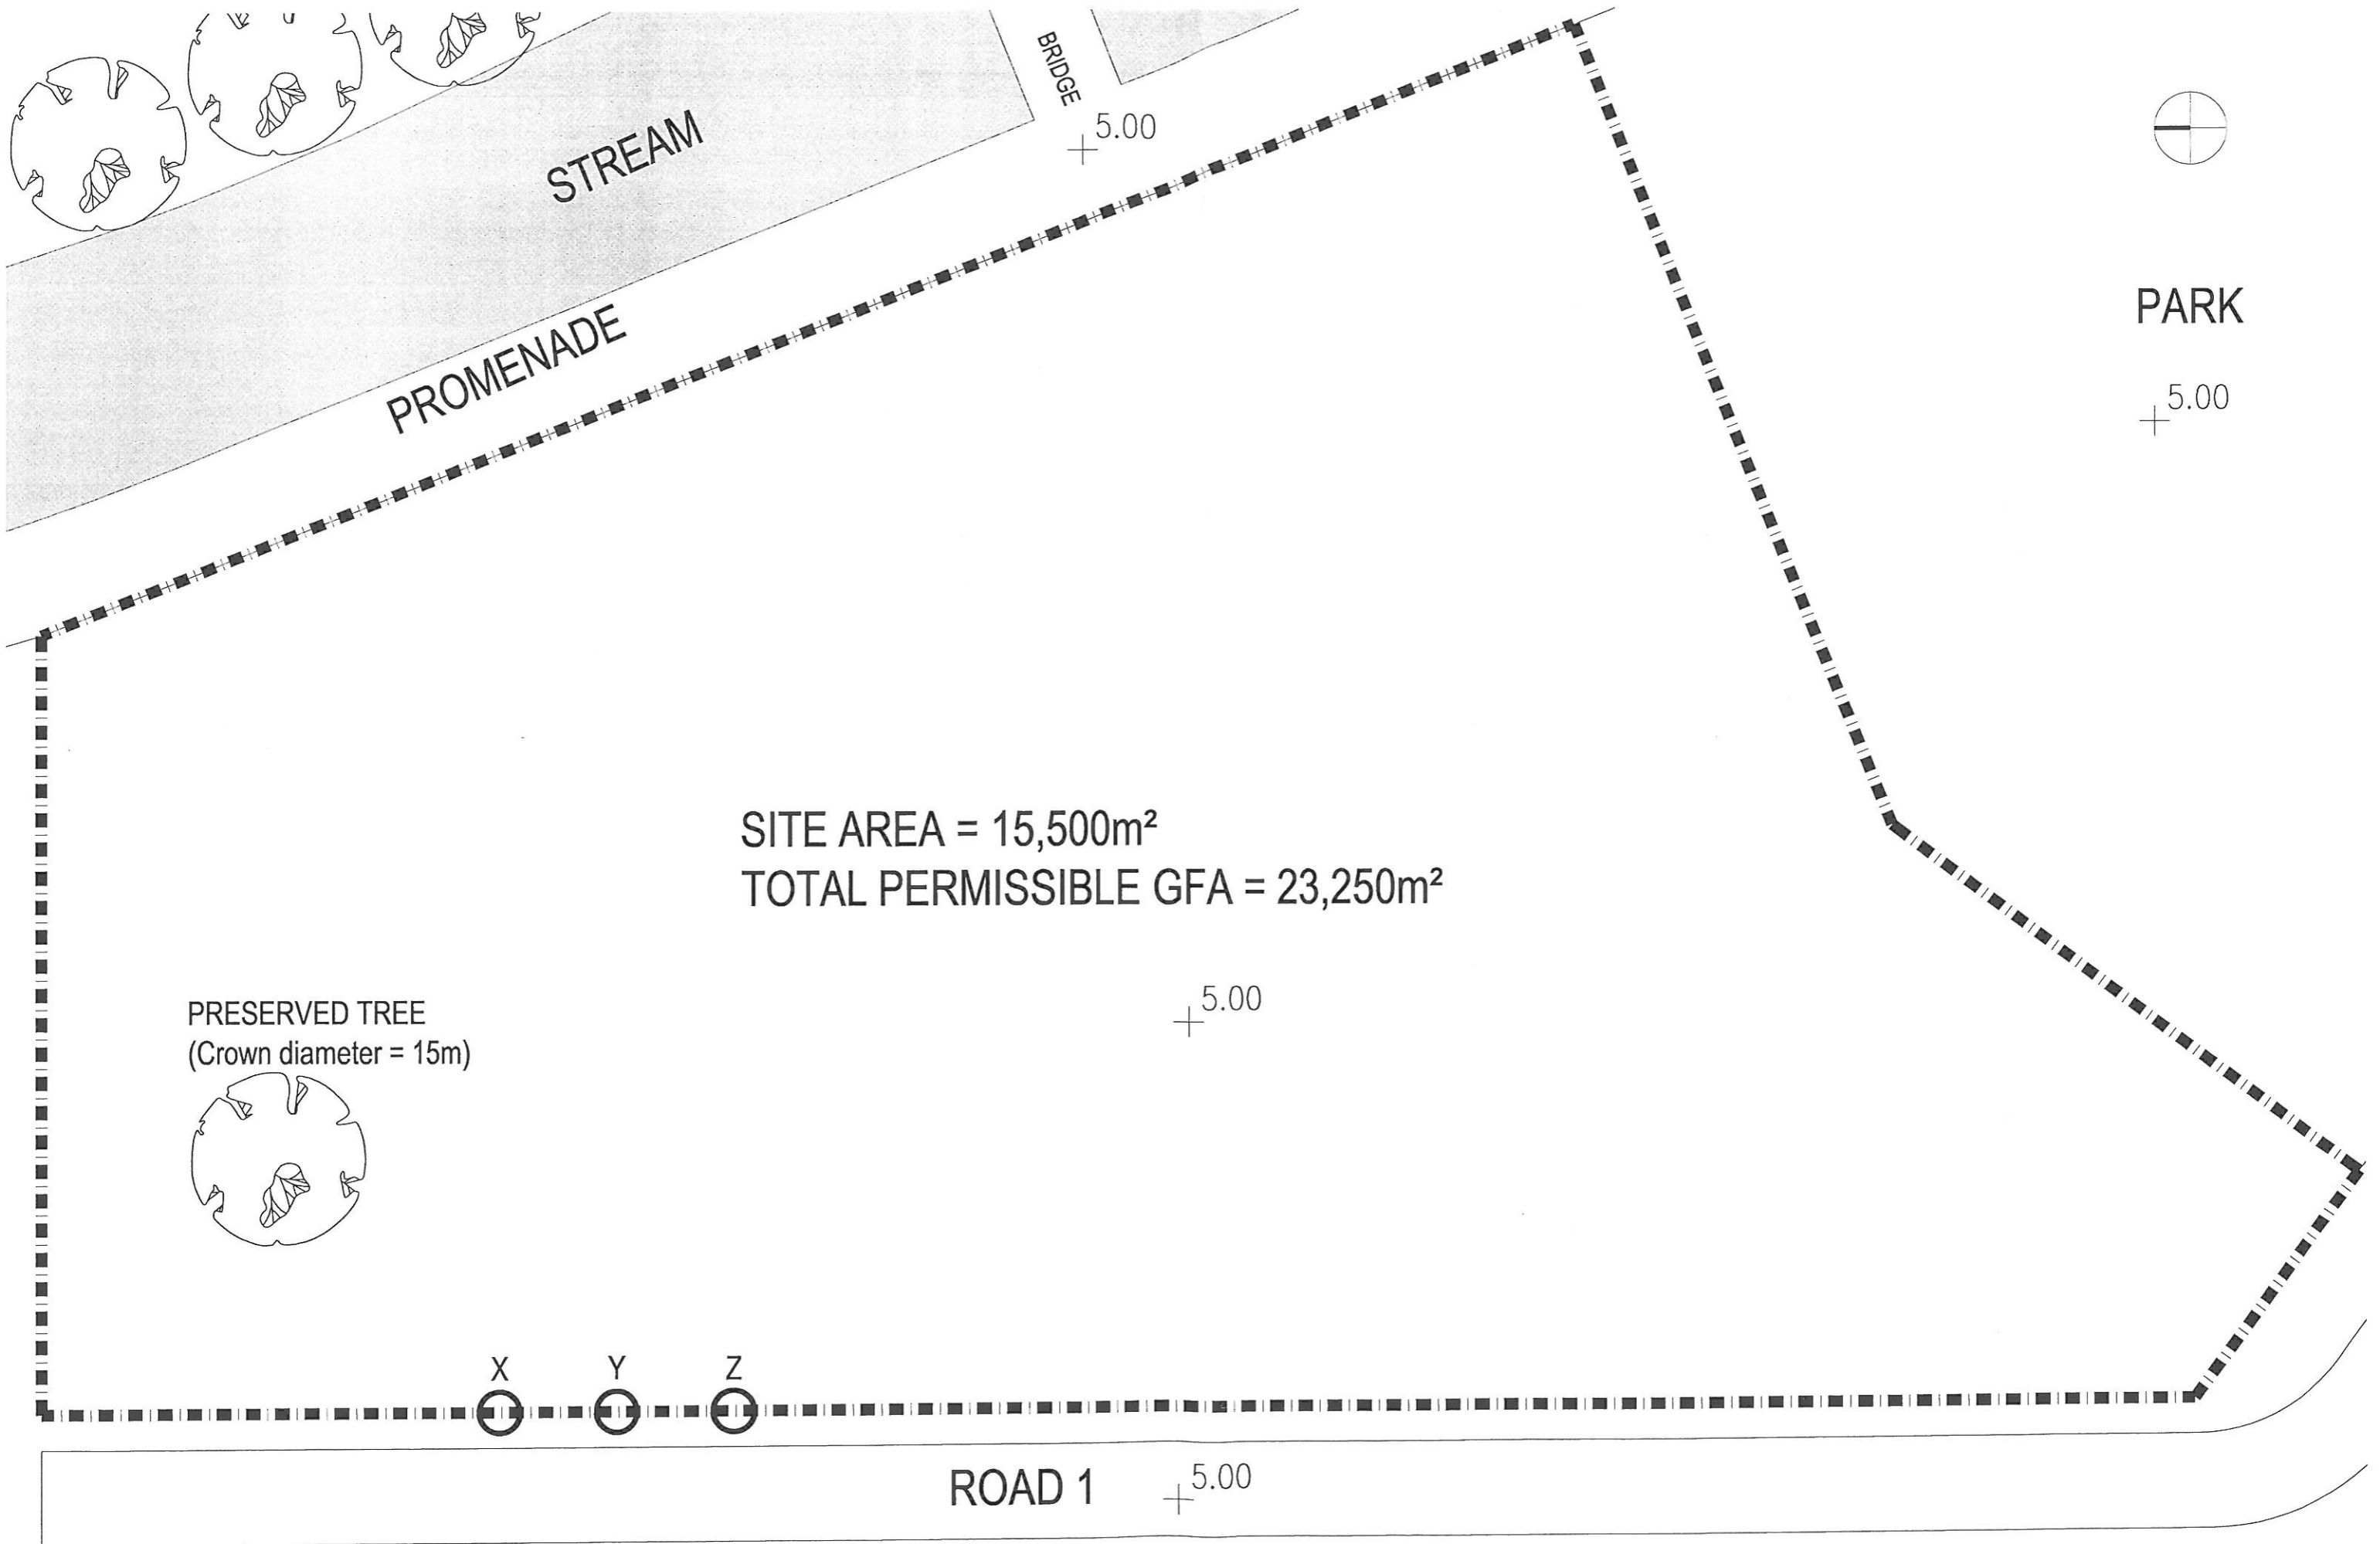 BRIDGE
5.00
STREAM
PROMENADE
PARK
5.00
SITE AREA = 15,500m²
TOTAL PERMISSIBLE GFA = 23,250m²
5.00
PRESERVED TREE
(Crown diameter = 15m)
X Y Z
ROAD 1
5.00